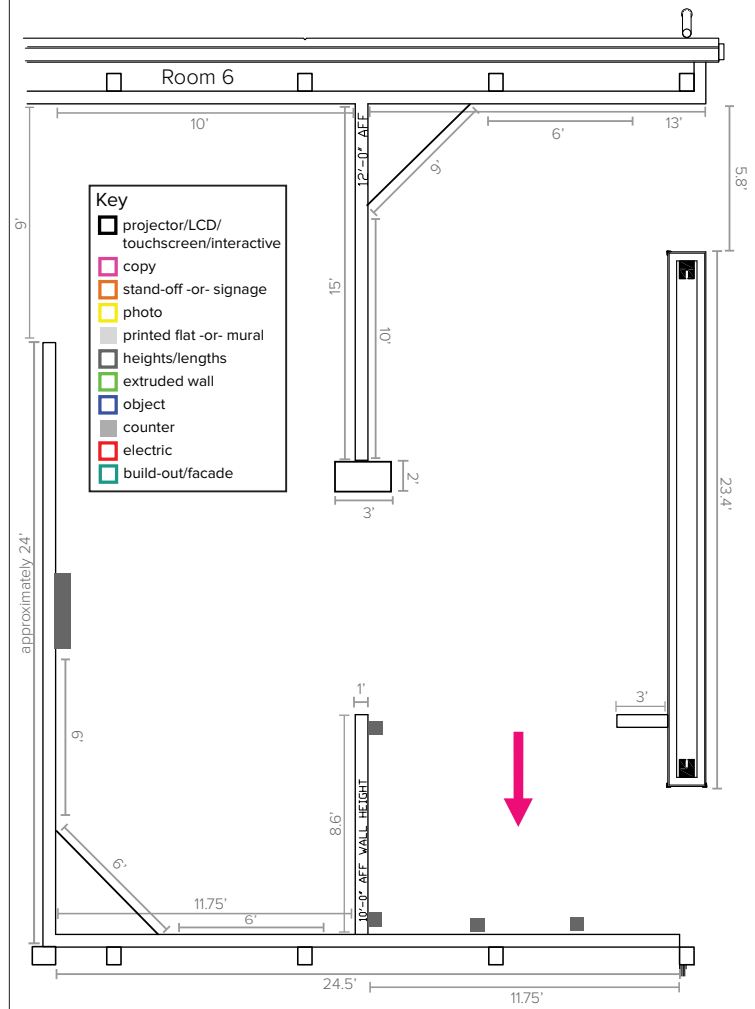 Room 6
10'
12'-0" AFF
9'
6'
13'
5.8'
9'
15'
10'
Key
projector/LCD/
touchscreen/interactive
copy
stand-off -or- signage
photo
printed flat -or- mural
heights/lengths
extruded wall
object
counter
electric
build-out/facade
2'
3'
23.4'
approximately 24'
9'
1'
3'
8.6'
10'-0" AFF WALL HEIGHT
6'
11.75'
6'
24.5'
11.75'